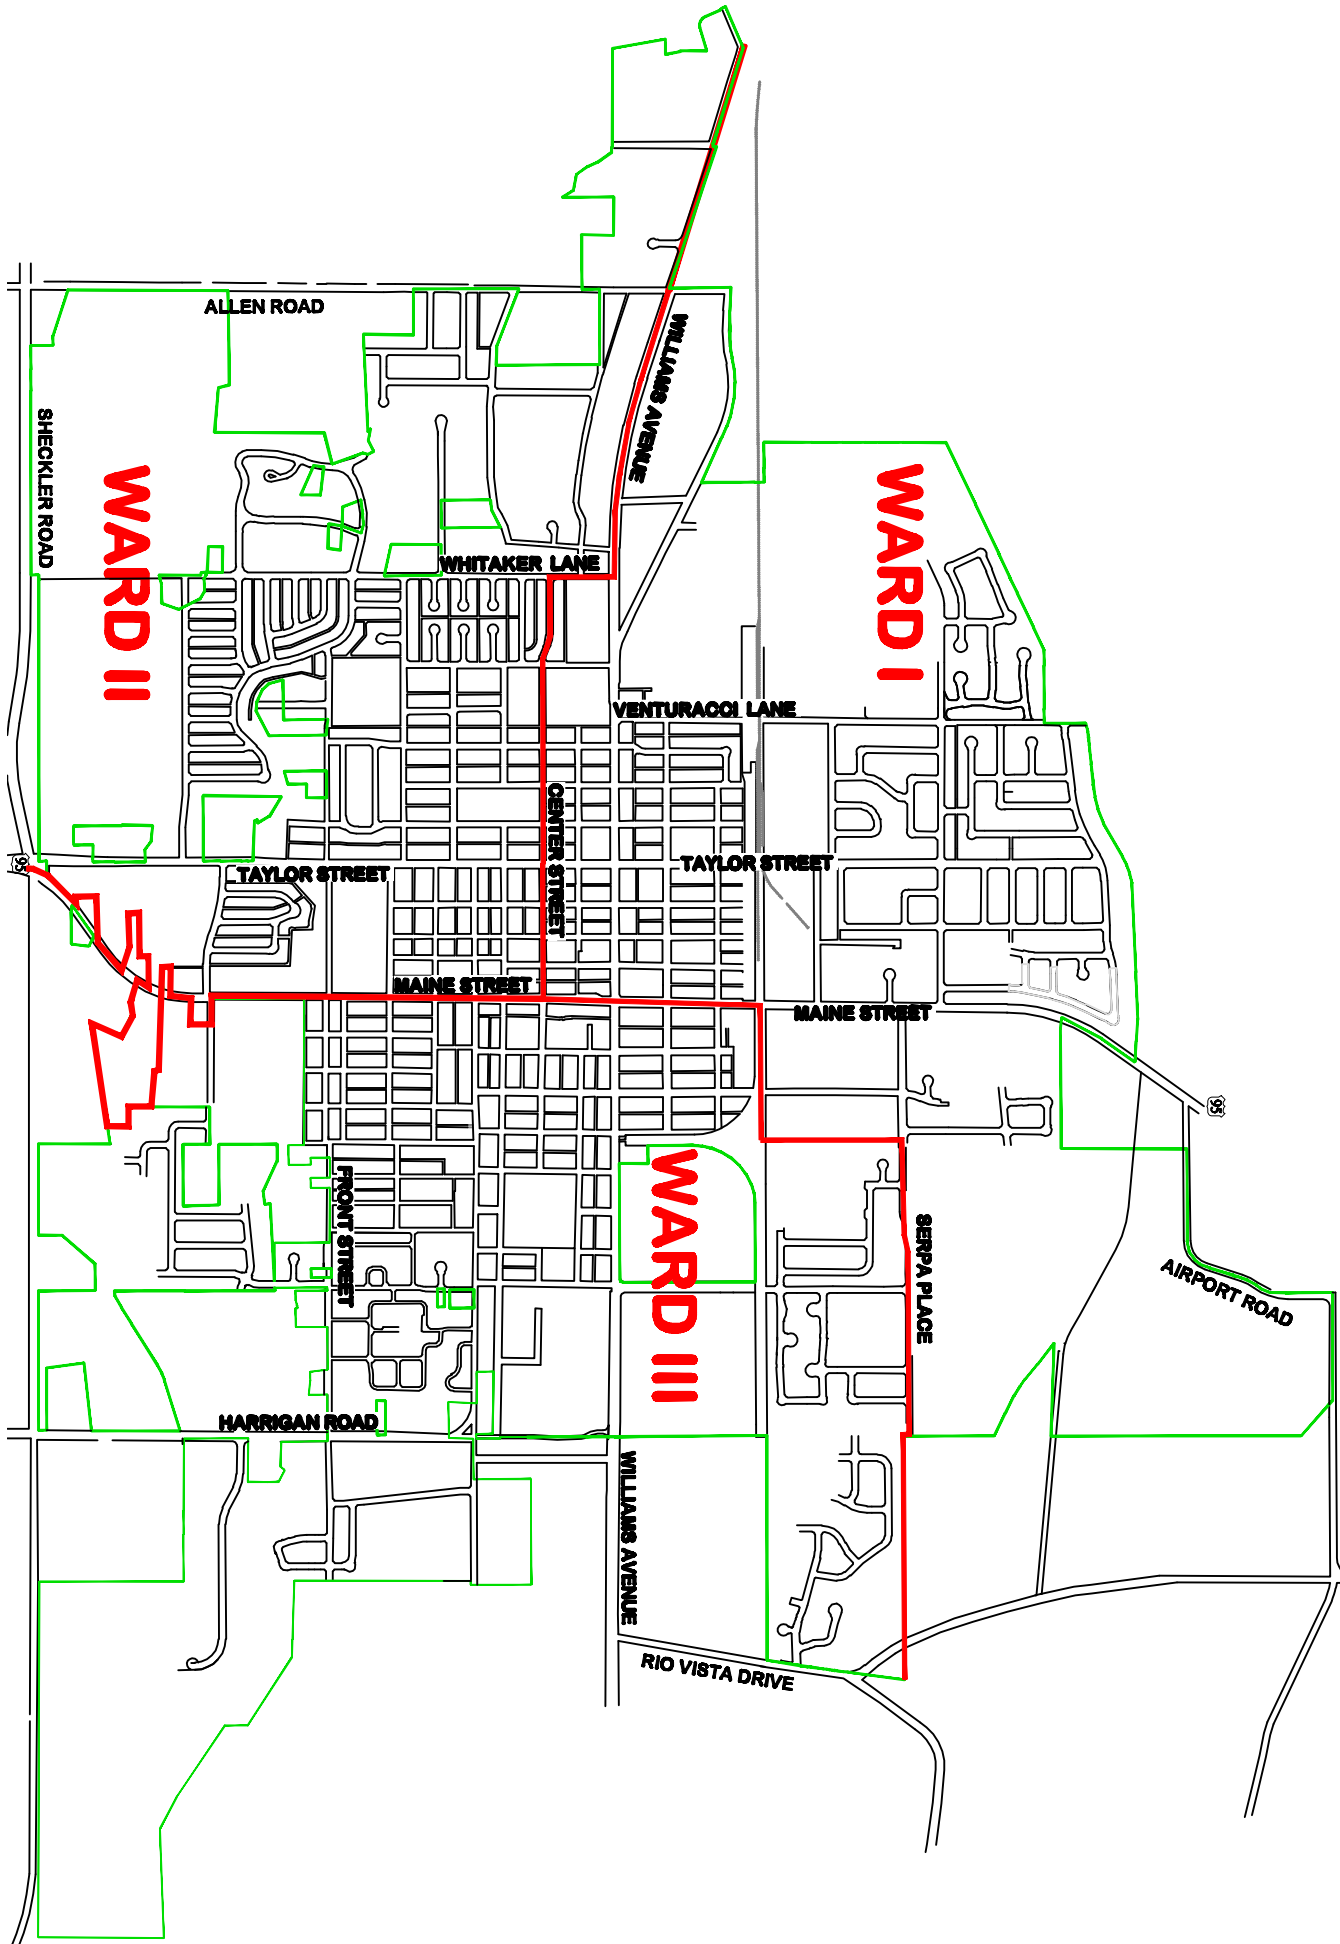 ALLEN ROAD
WILLIAMS AVENUE
SHECKLER ROAD
WARD II
WARD I
WHITAKER LANE
VENTURACCI LANE
CENTER STREET
TAYLOR STREET
TAYLOR STREET
95
MAINE STREET
MAINE STREET
95
WARD III
FRONT STREET
SERPA PLACE
AIRPORT ROAD
HARRIGAN ROAD
WILLIAMS AVENUE
RIO VISTA DRIVE